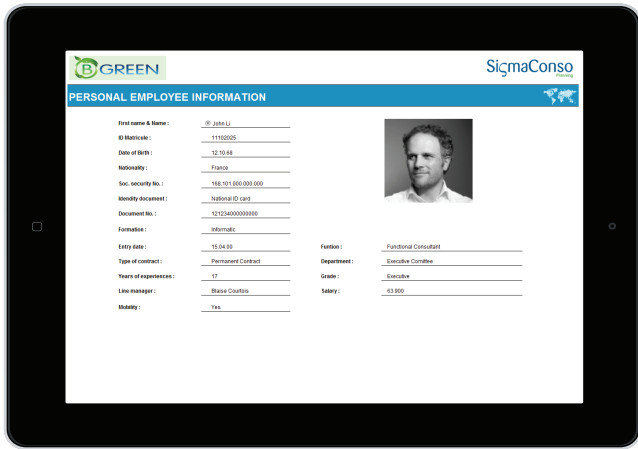 BGREEN
SigmaConso
Planning
PERSONAL EMPLOYEE INFORMATION
First name & Name : John Li
ID Matricule : 11102025
Date of Birth : 12.10.68
Nationality : France
Soc. security No. : 168.101.000.000.000
Identity document : National ID card
Document No. : 121234000000000
Formation : Informatic
Entry date : 15.04.00 Funtion : Functional Consultant
Type of contract : Permanent Contract Department : Executive Comittee
Years of experiences : 17 Grade : Executive
Line manager : Blaise Courtois Salary : 63.900
Mobility : Yes